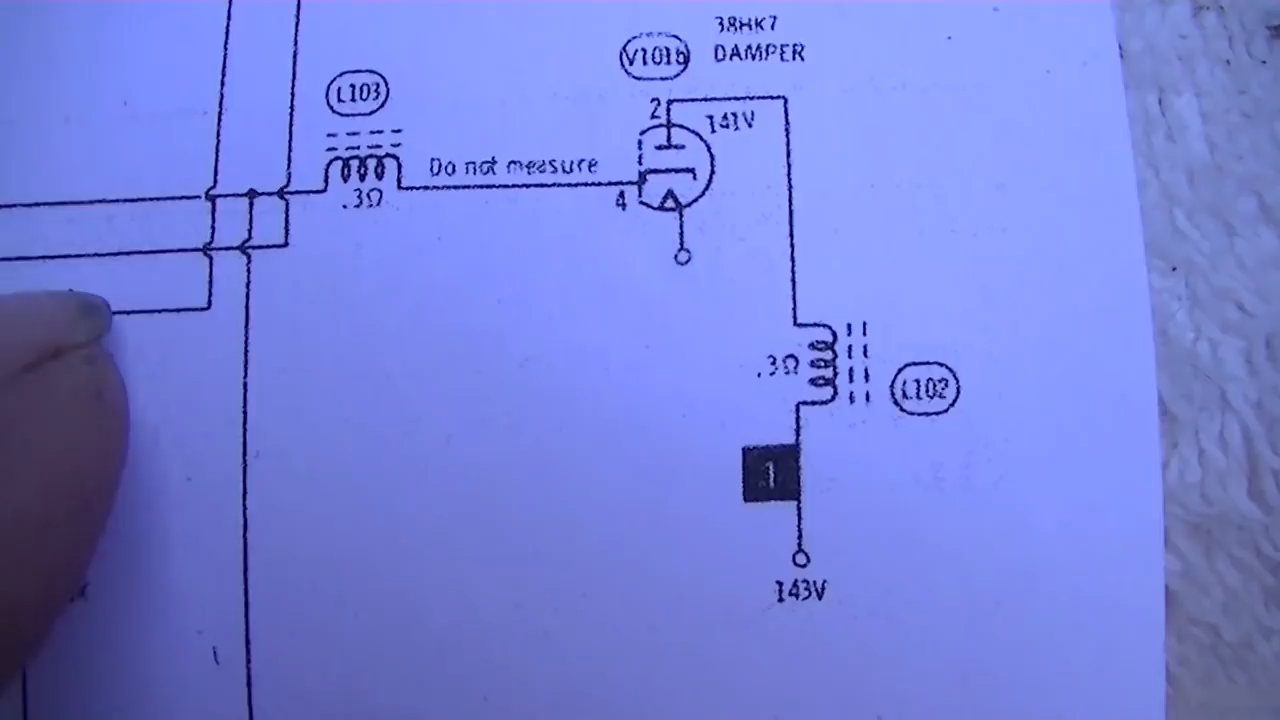 38HK7
V101b DAMPER
L103
2
141V
Do not measure
.3Ω
4
.3Ω
L102
1
143V